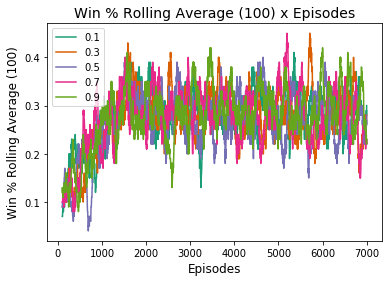 Win % Rolling Average (100) x Episodes
Win % Rolling Average (100)
0.4
0.3
0.2
0.1
0.1
0.3
0.5
0.7
0.9
0 1000 2000 3000 4000 5000 6000 7000
Episodes